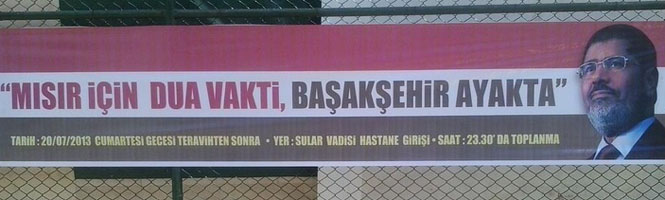 “MISIR İÇİN DUA VAKTİ, BAŞAKŞEHİR AYAKTA”
TARİH : 20/07/2013 CUMARTESİ GECESİ TERAVİHTEN SONRA • YER : SULAR VADİSİ HASTANE GİRİŞİ • SAAT : 23.30' DA TOPLANMA